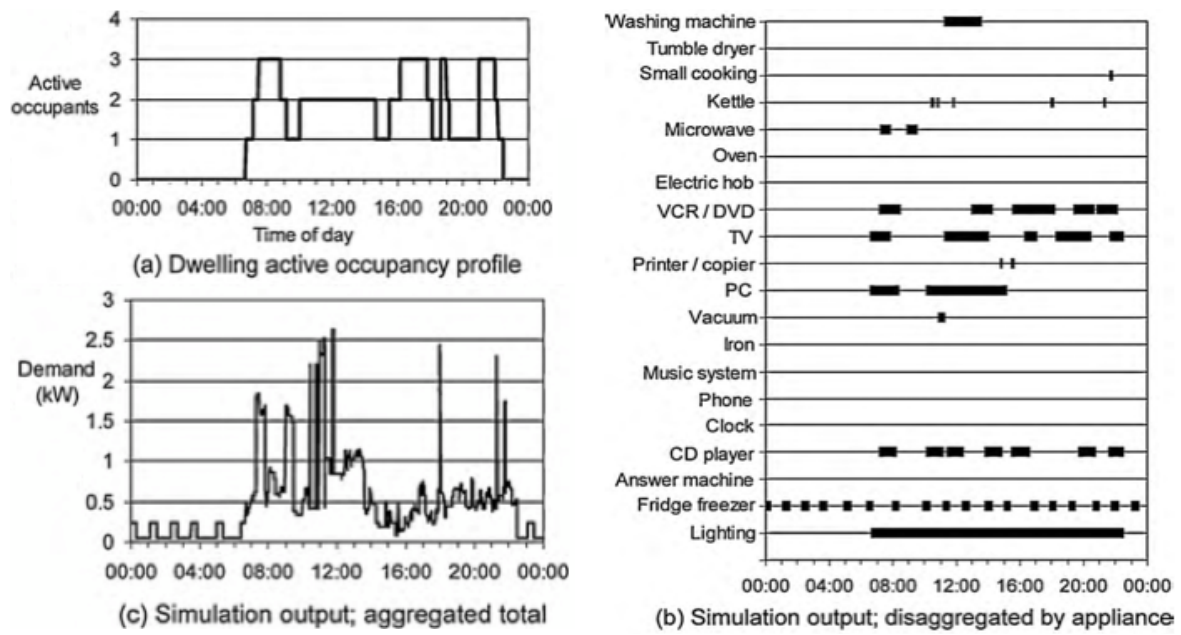 4
3
Active
occupants
2
1
0
00:00 04:00 08:00 12:00 16:00 20:00 00:00
Time of day
(a) Dwelling active occupancy profile
3
2.5
Demand
(kW)
2
1.5
1
0.5
0
00:00 04:00 08:00 12:00 16:00 20:00 00:00
(c) Simulation output; aggregated total
Washing machine
Tumble dryer
Small cooking
Kettle
Microwave
Oven
Electric hob
VCR / DVD
TV
Printer / copier
PC
Vacuum
Iron
Music system
Phone
Clock
CD player
Answer machine
Fridge freezer
Lighting
00:00 04:00 08:00 12:00 16:00 20:00 00:00
(b) Simulation output; disaggregated by appliance